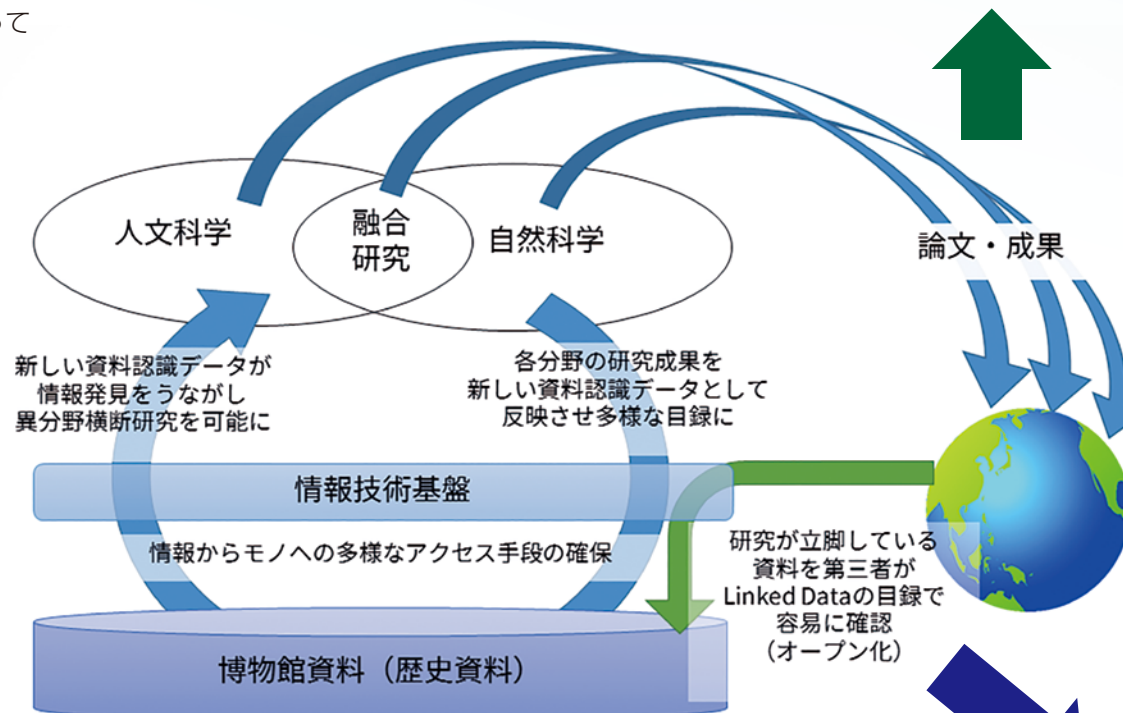 って
人文科学
融合
研究
自然科学
論文・成果
新しい資料認識データが
情報発見をうながし
異分野横断研究を可能に
各分野の研究成果を
新しい資料認識データとして
反映させ多様な目録に
情報技術基盤
情報からモノへの多様なアクセス手段の確保
研究が立脚している
資料を第三者が
Linked Dataの目録で
容易に確認
（オープン化）
博物館資料（歴史資料）